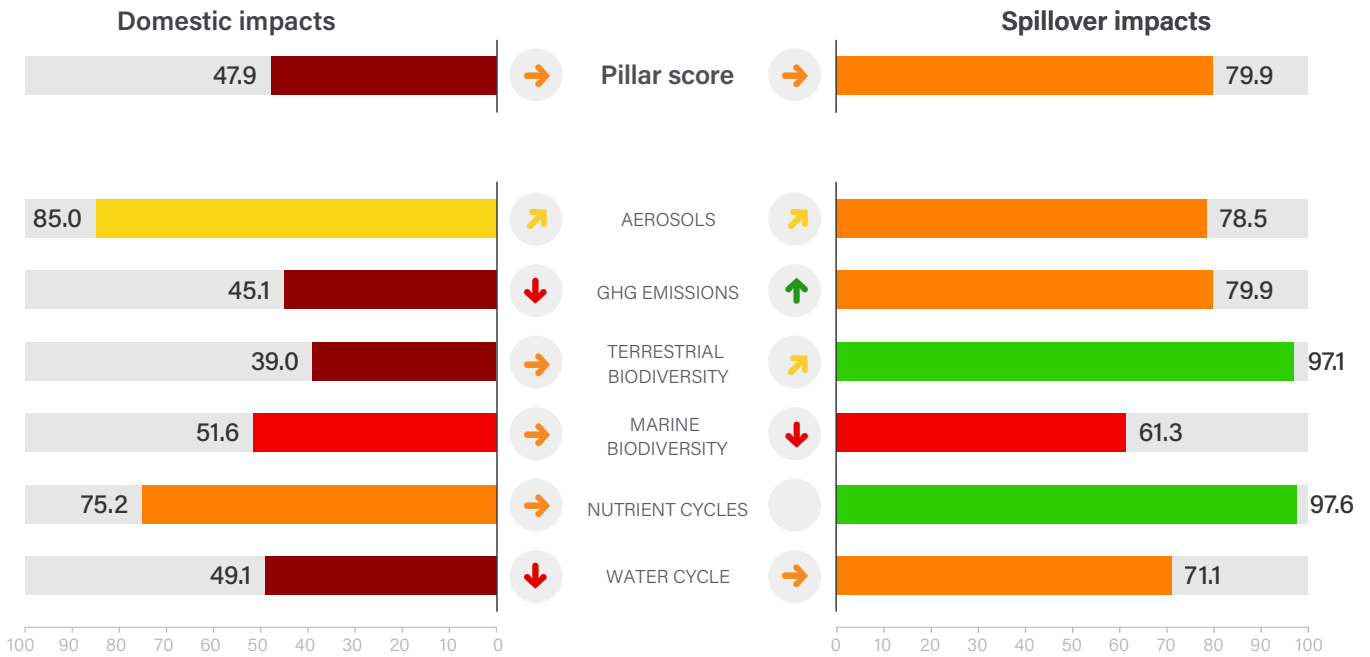 Domestic impacts
Spillover impacts
47.9
Pillar score
79.9
85.0
AEROSOLS
78.5
45.1
GHG EMISSIONS
79.9
39.0
TERRESTRIAL
BIODIVERSITY
97.1
51.6
MARINE
BIODIVERSITY
61.3
75.2
NUTRIENT CYCLES
97.6
49.1
WATER CYCLE
71.1
100 90 80 70 60 50 40 30 20 10 0
0 10 20 30 40 50 60 70 80 90 100